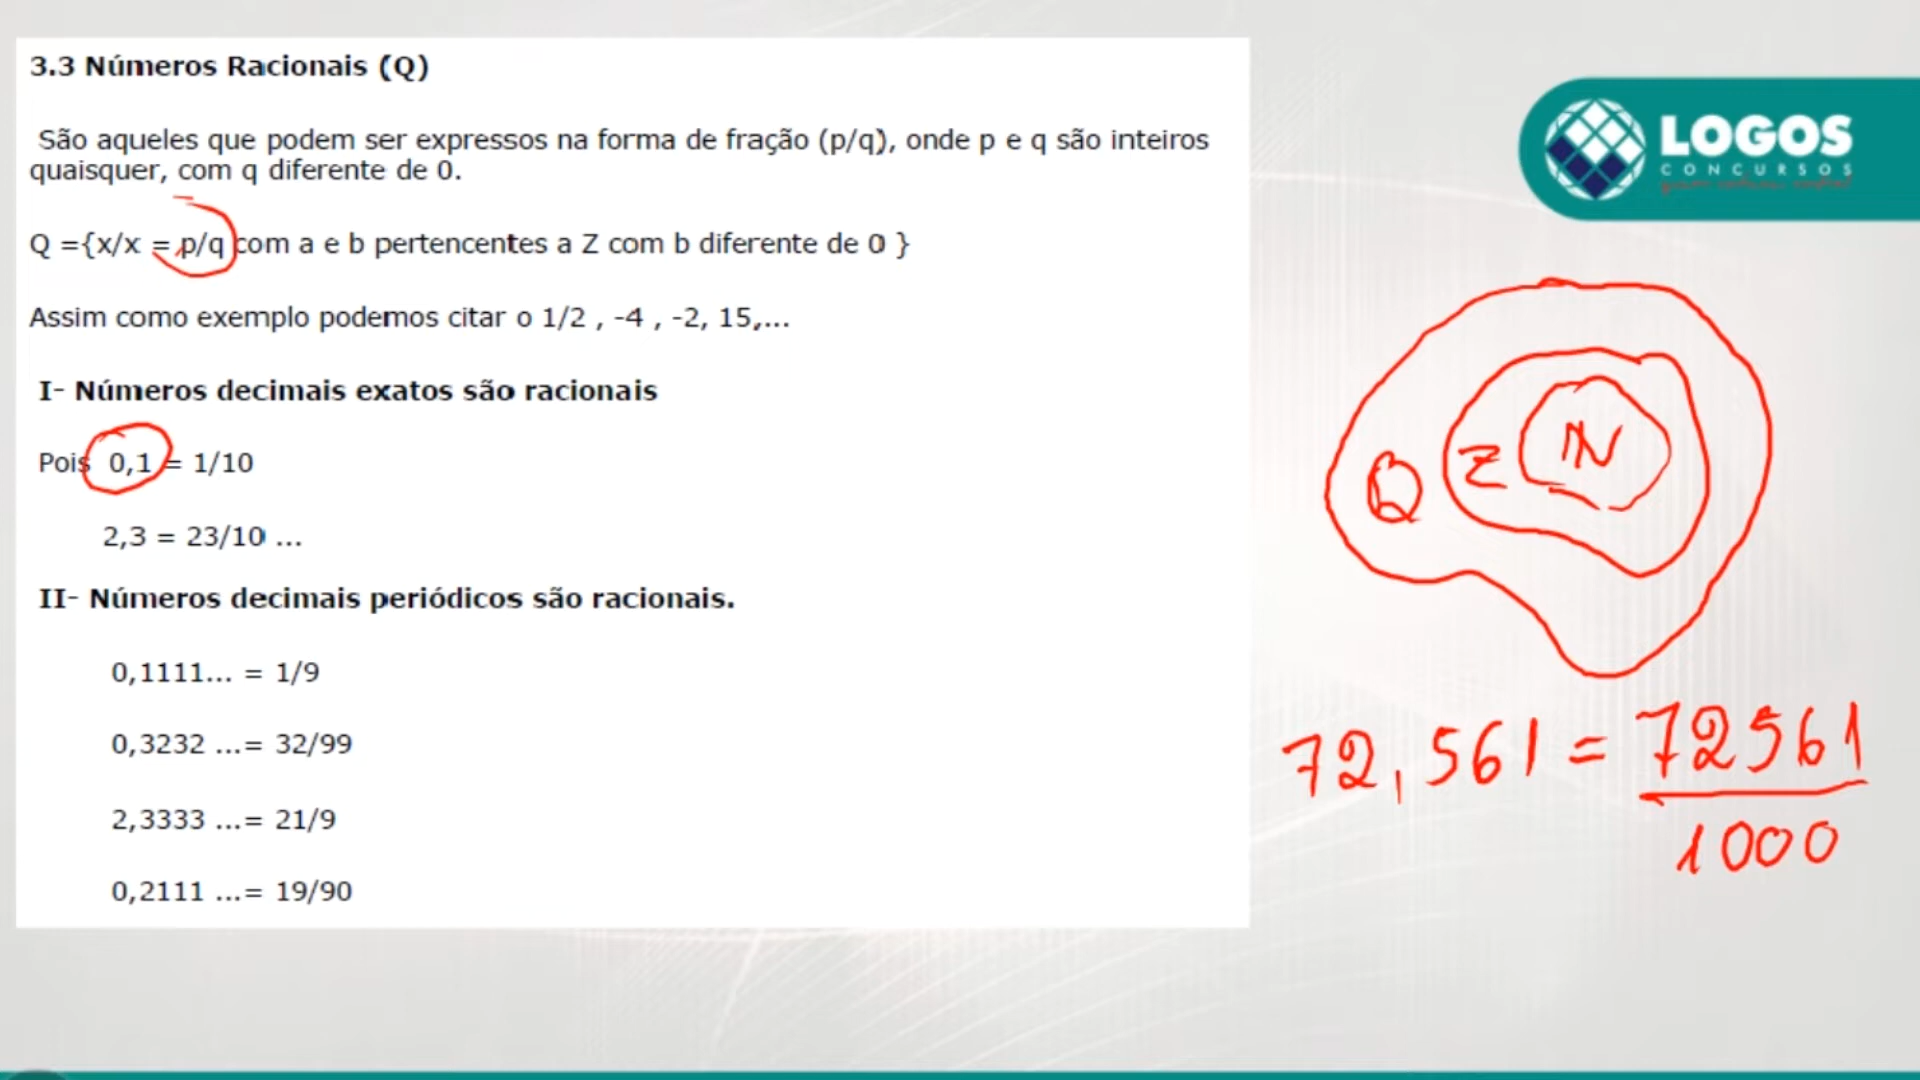 3.3 Números Racionais (Q)
São aqueles que podem ser expressos na forma de fração (p/q), onde p e q são inteiros
quaisquer, com q diferente de 0.
Q ={x/x = p/q com a e b pertencentes a Z com b diferente de 0 }
Assim como exemplo podemos citar o 1/2 , -4 , -2, 15,...
I- Números decimais exatos são racionais
Pois 0,1 = 1/10
2,3 = 23/10 ...
II- Números decimais periódicos são racionais.
0,1111... = 1/9
0,3232 ...= 32/99
2,3333 ...= 21/9
0,2111 ...= 19/90
LOGOS
CONCURSOS
Q Z N
72,561 = 72561
1000